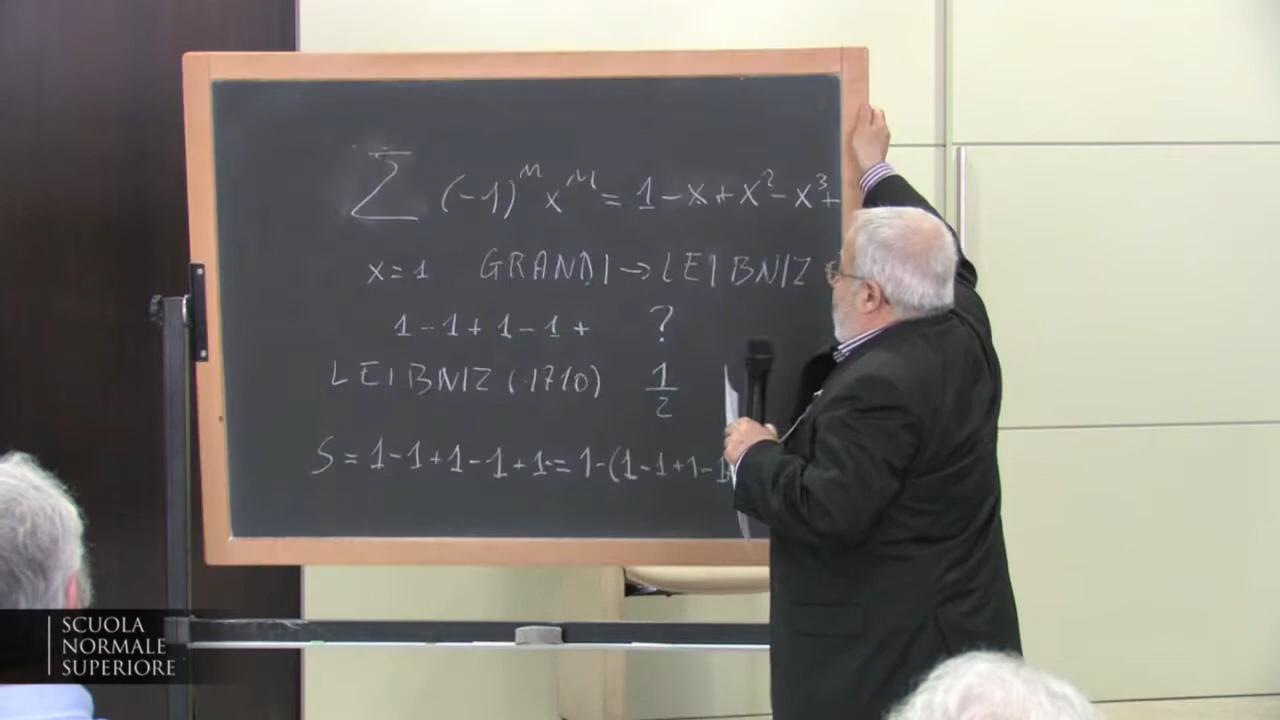 Σ (-1)ⁿ xⁿ = 1 - x + x² - x³ +
x = 1 GRANDI → LEIBNIZ
1 - 1 + 1 - 1 + ?
LEIBNIZ (1710) 1/2
S = 1 - 1 + 1 - 1 + 1 = 1 - (1 - 1 + 1 - 1
SCUOLA
NORMALE
SUPERIORE